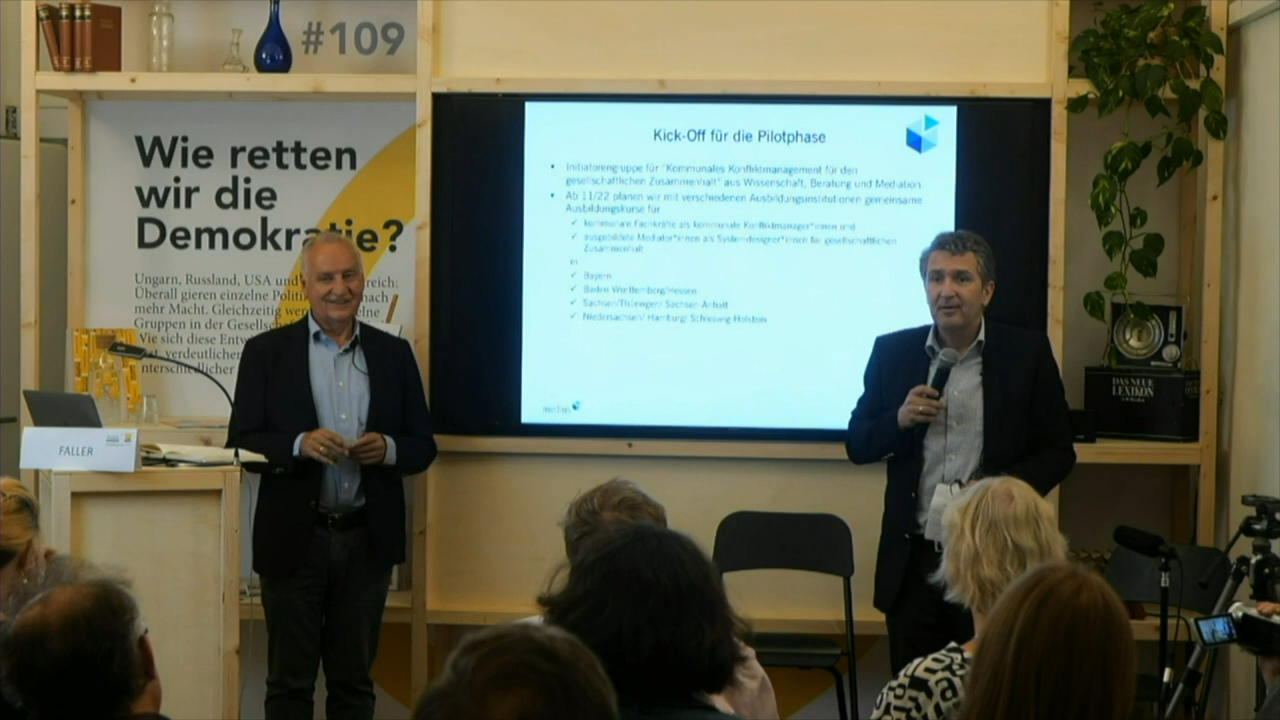 #109
Wie retten
wir die
Demokratie?
Ungarn, Russland, USA und
Überall gieren einzelne nach
mehr Macht. Gleichzeitig
Gruppen in der
Wie sich diese
verdeutlichen
unterschiedlicher
FALLER
Kick-Off für die Pilotphase
• Initiatorengruppe für "Kommunales Konfliktmanagement für den
gesellschaftlichen Zusammenhalt" aus Wissenschaft, Beratung und Mediation.
• Ab 11/22 planen wir mit verschiedenen Ausbildungsinstitutionen gemeinsame
Ausbildungskurse für
✓ kommunale Fachkräfte als kommunale Konfliktmanager*innen und
✓ ausgebildete Mediator*innen als Systemdesigner*innen für gesellschaftlichen
Zusammenhalt
in
✓ Bayern
✓ Baden Württemberg/Hessen
✓ Sachsen/Thüringen/ Sachsen Anhalt
✓ Niedersachsen/ Hamburg/ Schleswig-Holstein
DAS NEUE
LEXIKON